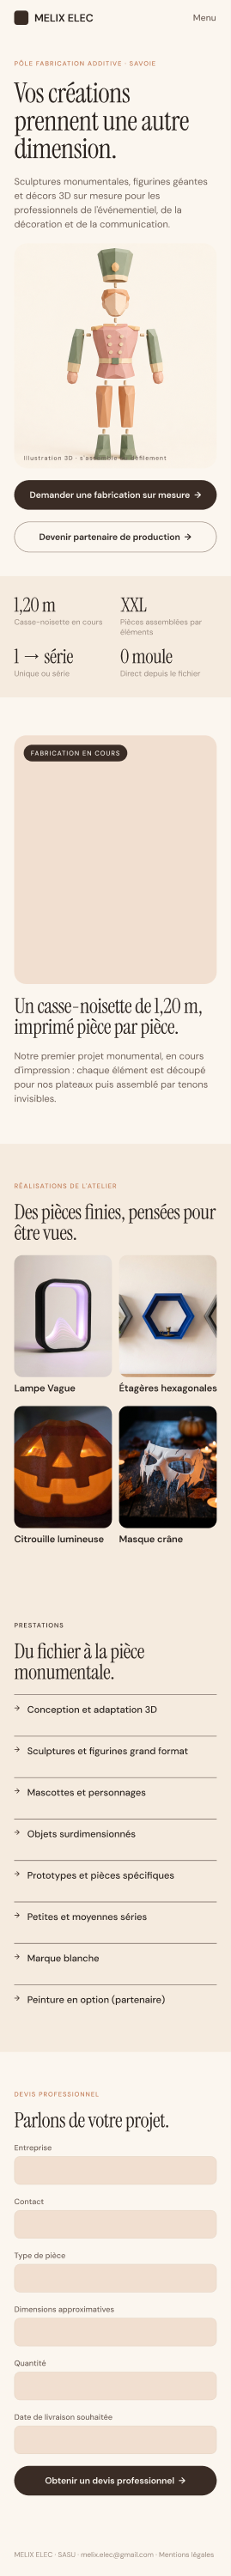 MELIX ELEC
Menu
PÔLE FABRICATION ADDITIVE · SAVOIE
Vos créations
prennent une autre
dimension.
Sculptures monumentales, figurines géantes
et décors 3D sur mesure pour les
professionnels de l'événementiel, de la
décoration et de la communication.
Illustration 3D · s'assemble
Demander une fabrication sur mesure →
Devenir partenaire de production →
1,20 m
Casse-noisette en cours
XXL
Pièces assemblées par
éléments
1 → série
Unique ou série
0 moule
Direct depuis le fichier
FABRICATION EN COURS
Un casse-noisette de 1,20 m,
imprimé pièce par pièce.
Notre premier projet monumental, en cours
d'impression : chaque élément est découpé
pour nos plateaux puis assemblé par tenons
invisibles.
RÉALISATIONS DE L'ATELIER
Des pièces finies, pensées pour
être vues.
Lampe Vague
Étagères hexagonales
Citrouille lumineuse
Masque crâne
PRESTATIONS
Du fichier à la pièce
monumentale.
→ Conception et adaptation 3D
→ Sculptures et figurines grand format
→ Mascottes et personnages
→ Objets surdimensionnés
→ Prototypes et pièces spécifiques
→ Petites et moyennes séries
→ Marque blanche
→ Peinture en option (partenaire)
DEVIS PROFESSIONNEL
Parlons de votre projet.
Entreprise
Contact
Type de pièce
Dimensions approximatives
Quantité
Date de livraison souhaitée
Obtenir un devis professionnel →
MELIX ELEC · SASU · melix.elec@gmail.com · Mentions légales